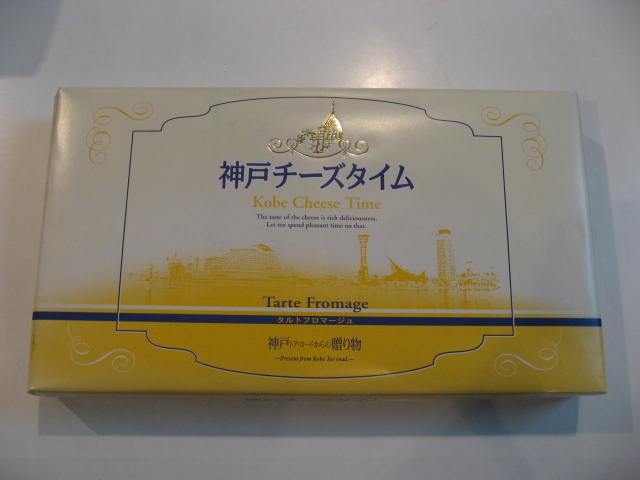 神戸チーズタイム
Kobe Cheese Time
The taste of the cheese is rich deliciousness.
Let me spend pleasant time on that.
Tarte Fromage
タルトフロマージュ
神戸トア・ロードからの贈り物
—Present from Kobe Tor road.—